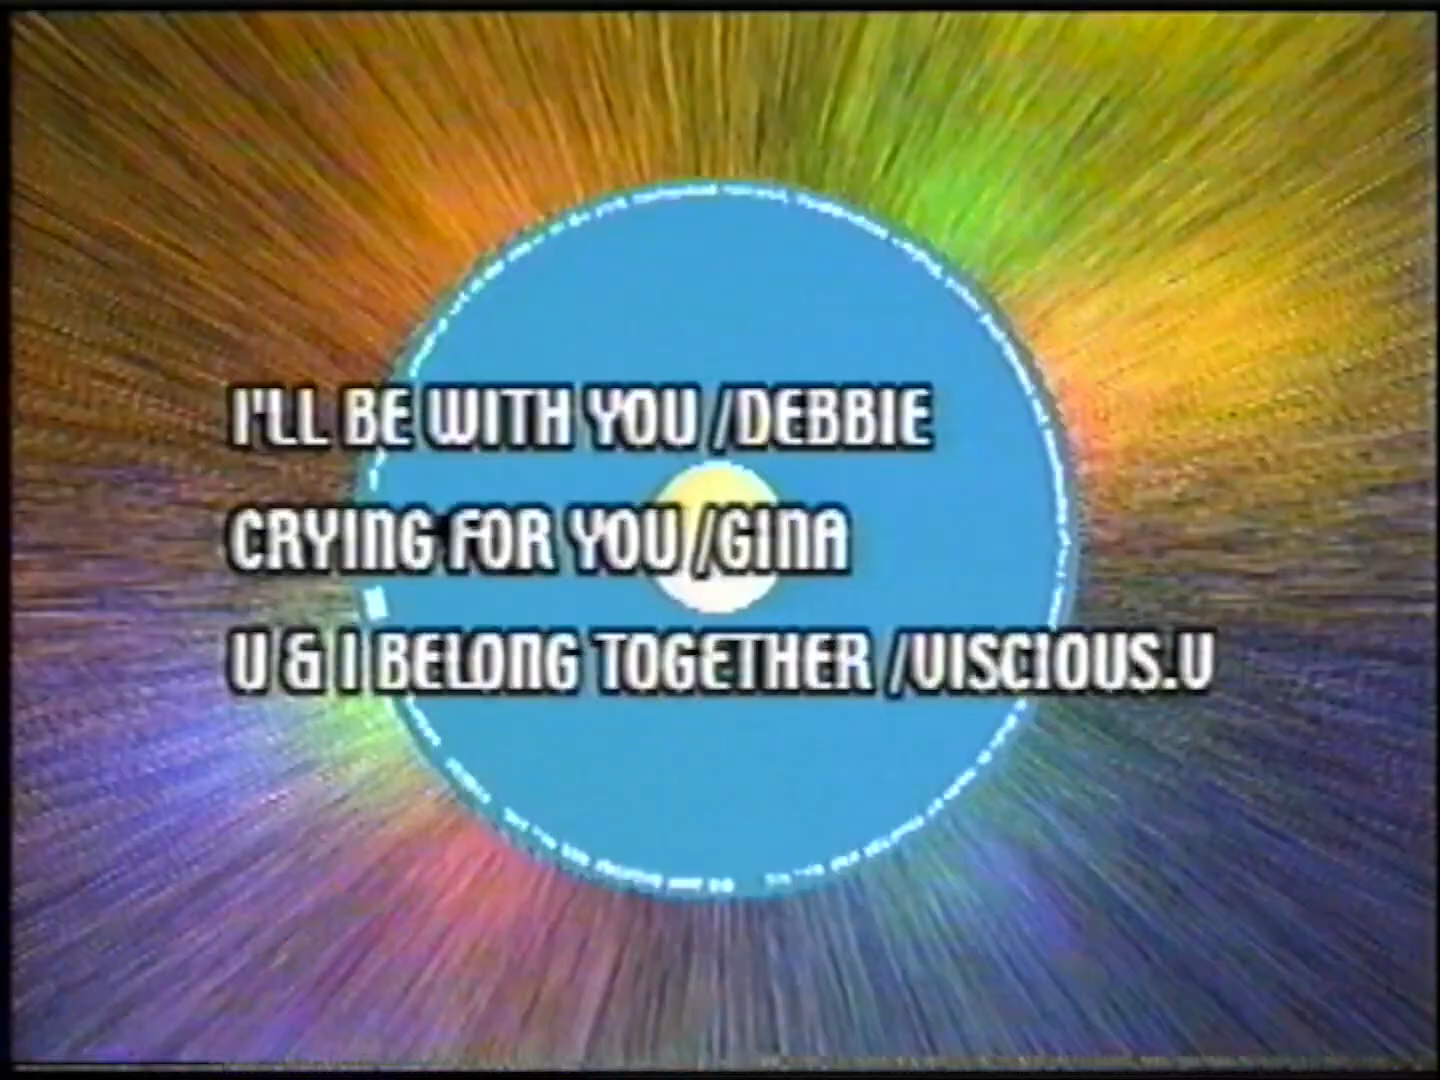 I'LL BE WITH YOU /DEBBIE
CRYING FOR YOU /GINA
U & I BELONG TOGETHER /VISCIOUS.V